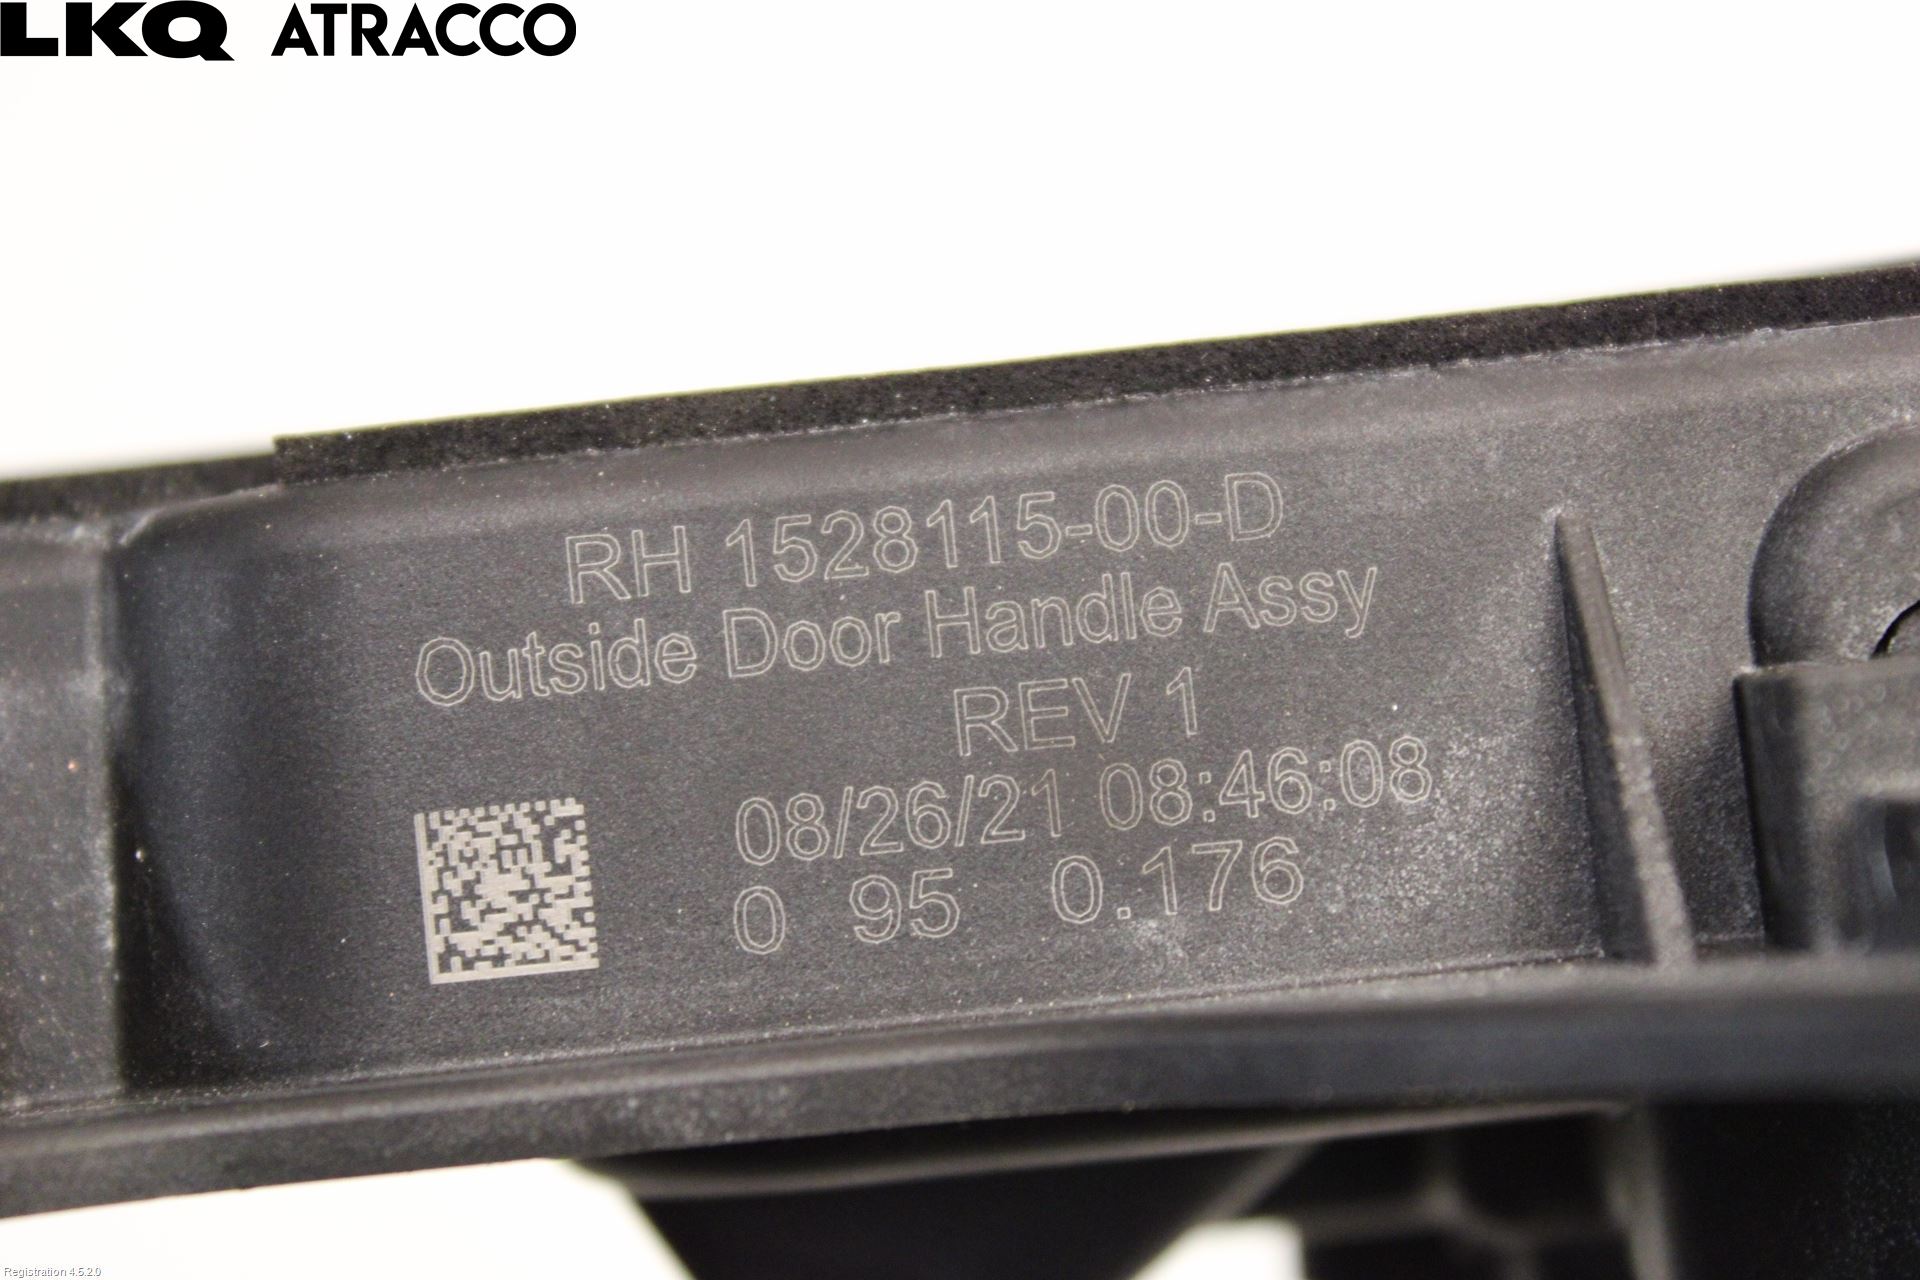 LKQ ATRACCO
RH 1528115-00-D
Outside Door Handle Assy
REV 1
08/26/21 08:46:08
0 95 0.176
Registration 4.5.2.0